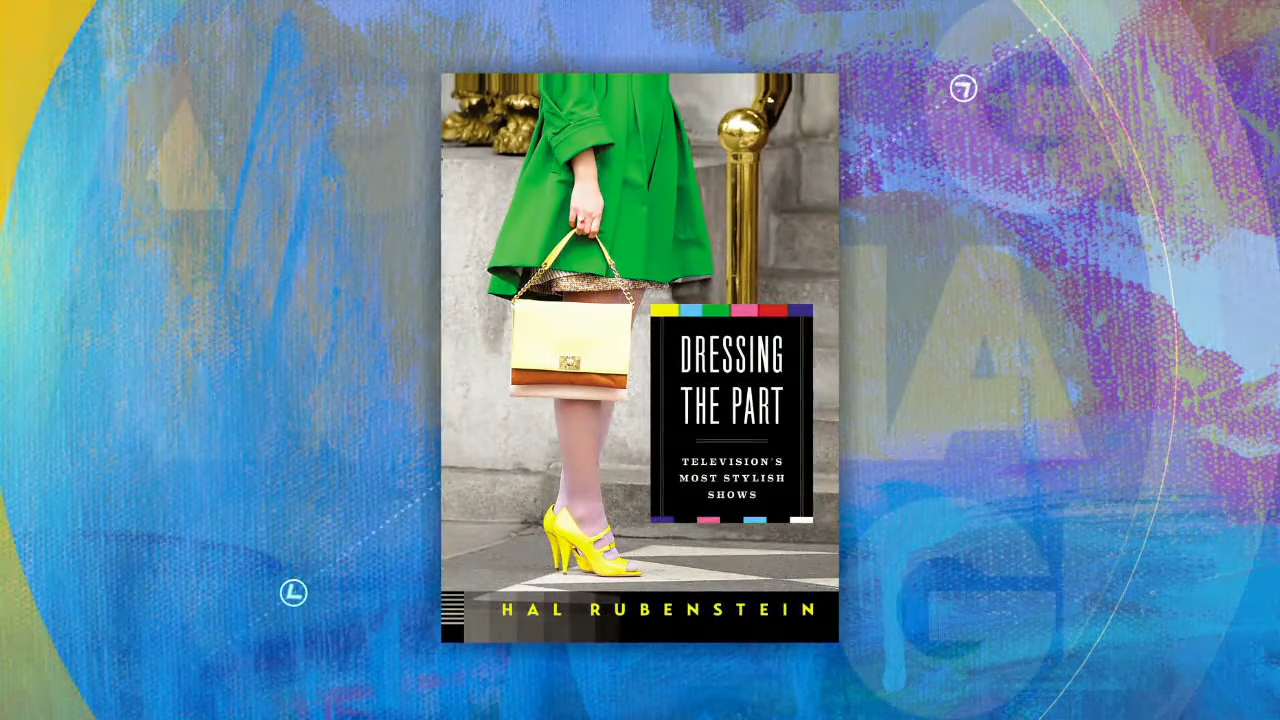 DRESSING
THE PART
TELEVISION'S
MOST STYLISH
SHOWS
HAL RUBENSTEIN